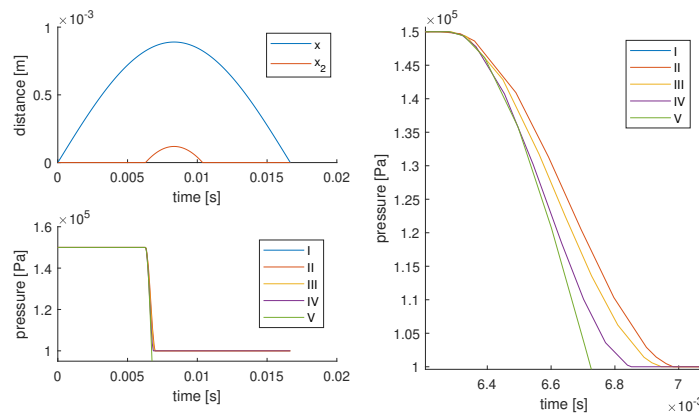 ×10⁻³
1
0.5
0
distance [m]
x
x₂
0 0.005 0.01 0.015 0.02
time [s]
×10⁵
1.6
1.4
1.2
1
pressure [Pa]
I
II
III
IV
V
0 0.005 0.01 0.015 0.02
time [s]
×10⁵
1.5
1.45
1.4
1.35
1.3
1.25
1.2
1.15
1.1
1.05
1
pressure [Pa]
I
II
III
IV
V
6.4 6.6 6.8 7
time [s]